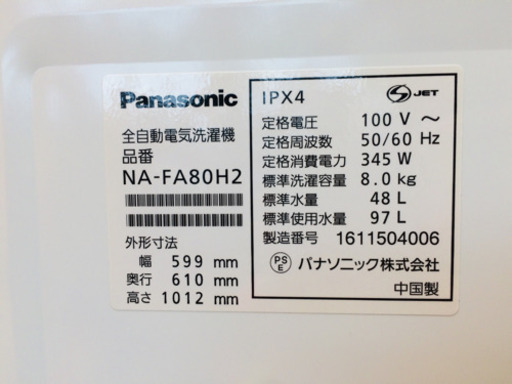 Panasonic
全自動電気洗濯機
品番
NA-FA80H2
外形寸法
幅 599 mm
奥行 610 mm
高さ 1012 mm
IPX4
S JET
定格電圧 100 V ～
定格周波数 50/60 Hz
定格消費電力 345 W
標準洗濯容量 8.0 kg
標準水量 48 L
標準使用水量 97 L
製造番号 1611504006
PS
E
パナソニック株式会社
中国製